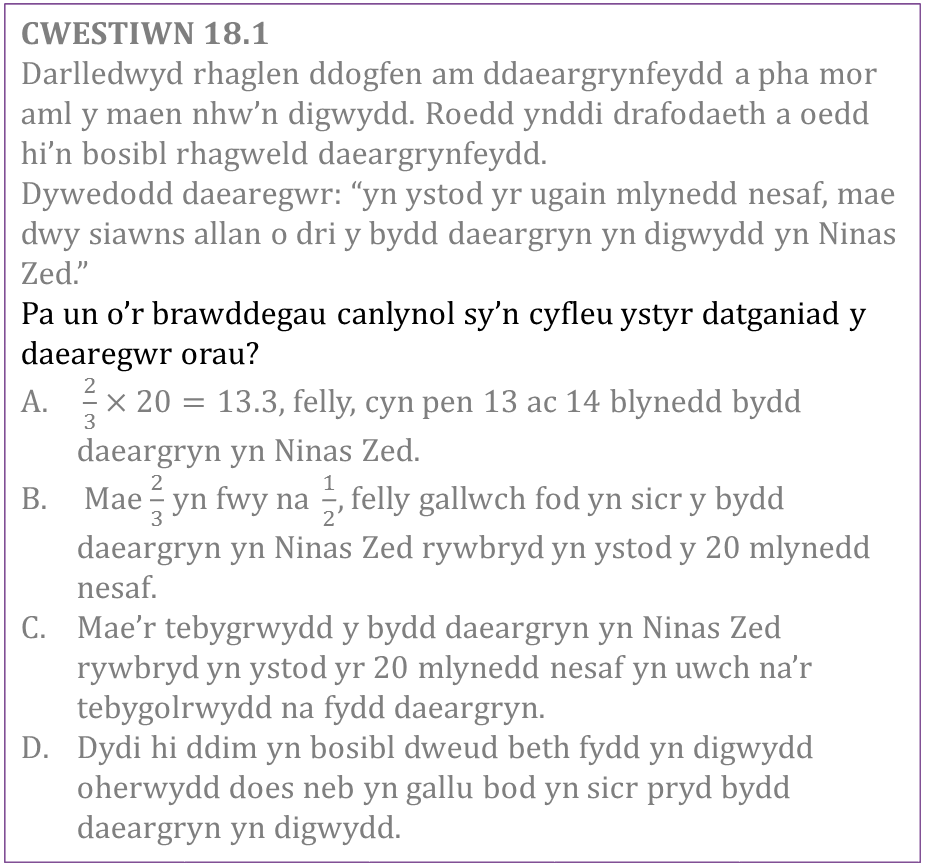 CWESTIWN 18.1
Darlledwyd rhaglen ddogfen am ddaeargrynfeydd a pha mor
aml y maen nhw’n digwydd. Roedd ynddi drafodaeth a oedd
hi’n bosibl rhagweld daeargrynfeydd.
Dywedodd daearegwr: “yn ystod yr ugain mlynedd nesaf, mae
dwy siawns allan o dri y bydd daeargryn yn digwydd yn Ninas
Zed.”
Pa un o’r brawddegau canlynol sy’n cyfleu ystyr datganiad y
daearegwr orau?
A. 2/3 × 20 = 13.3, felly, cyn pen 13 ac 14 blynedd bydd
daeargryn yn Ninas Zed.
B. Mae 2/3 yn fwy na 1/2, felly gallwch fod yn sicr y bydd
daeargryn yn Ninas Zed rywbryd yn ystod y 20 mlynedd
nesaf.
C. Mae’r tebygrwydd y bydd daeargryn yn Ninas Zed
rywbryd yn ystod yr 20 mlynedd nesaf yn uwch na’r
tebygolrwydd na fydd daeargryn.
D. Dydi hi ddim yn bosibl dweud beth fydd yn digwydd
oherwydd does neb yn gallu bod yn sicr pryd bydd
daeargryn yn digwydd.